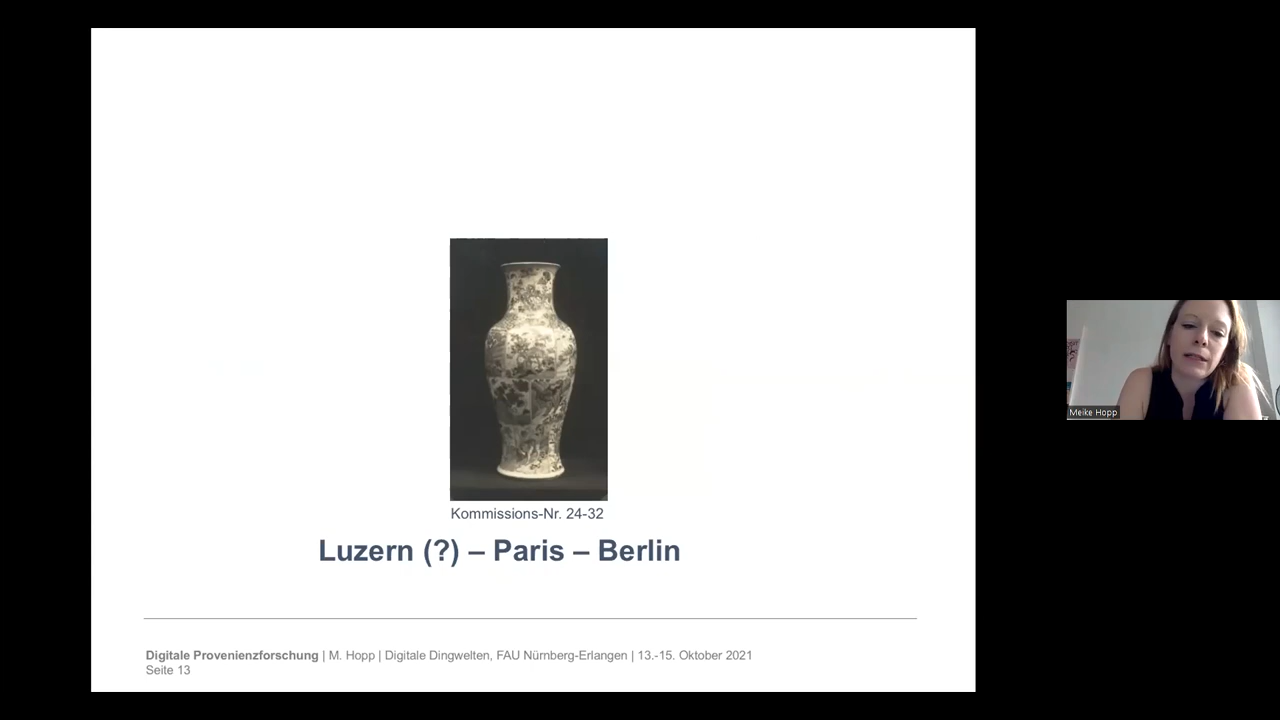 Kommissions-Nr. 24-32
Luzern (?) – Paris – Berlin
Digitale Provenienzforschung | M. Hopp | Digitale Dingwelten, FAU Nürnberg-Erlangen | 13.-15. Oktober 2021
Seite 13
Meike Hopp